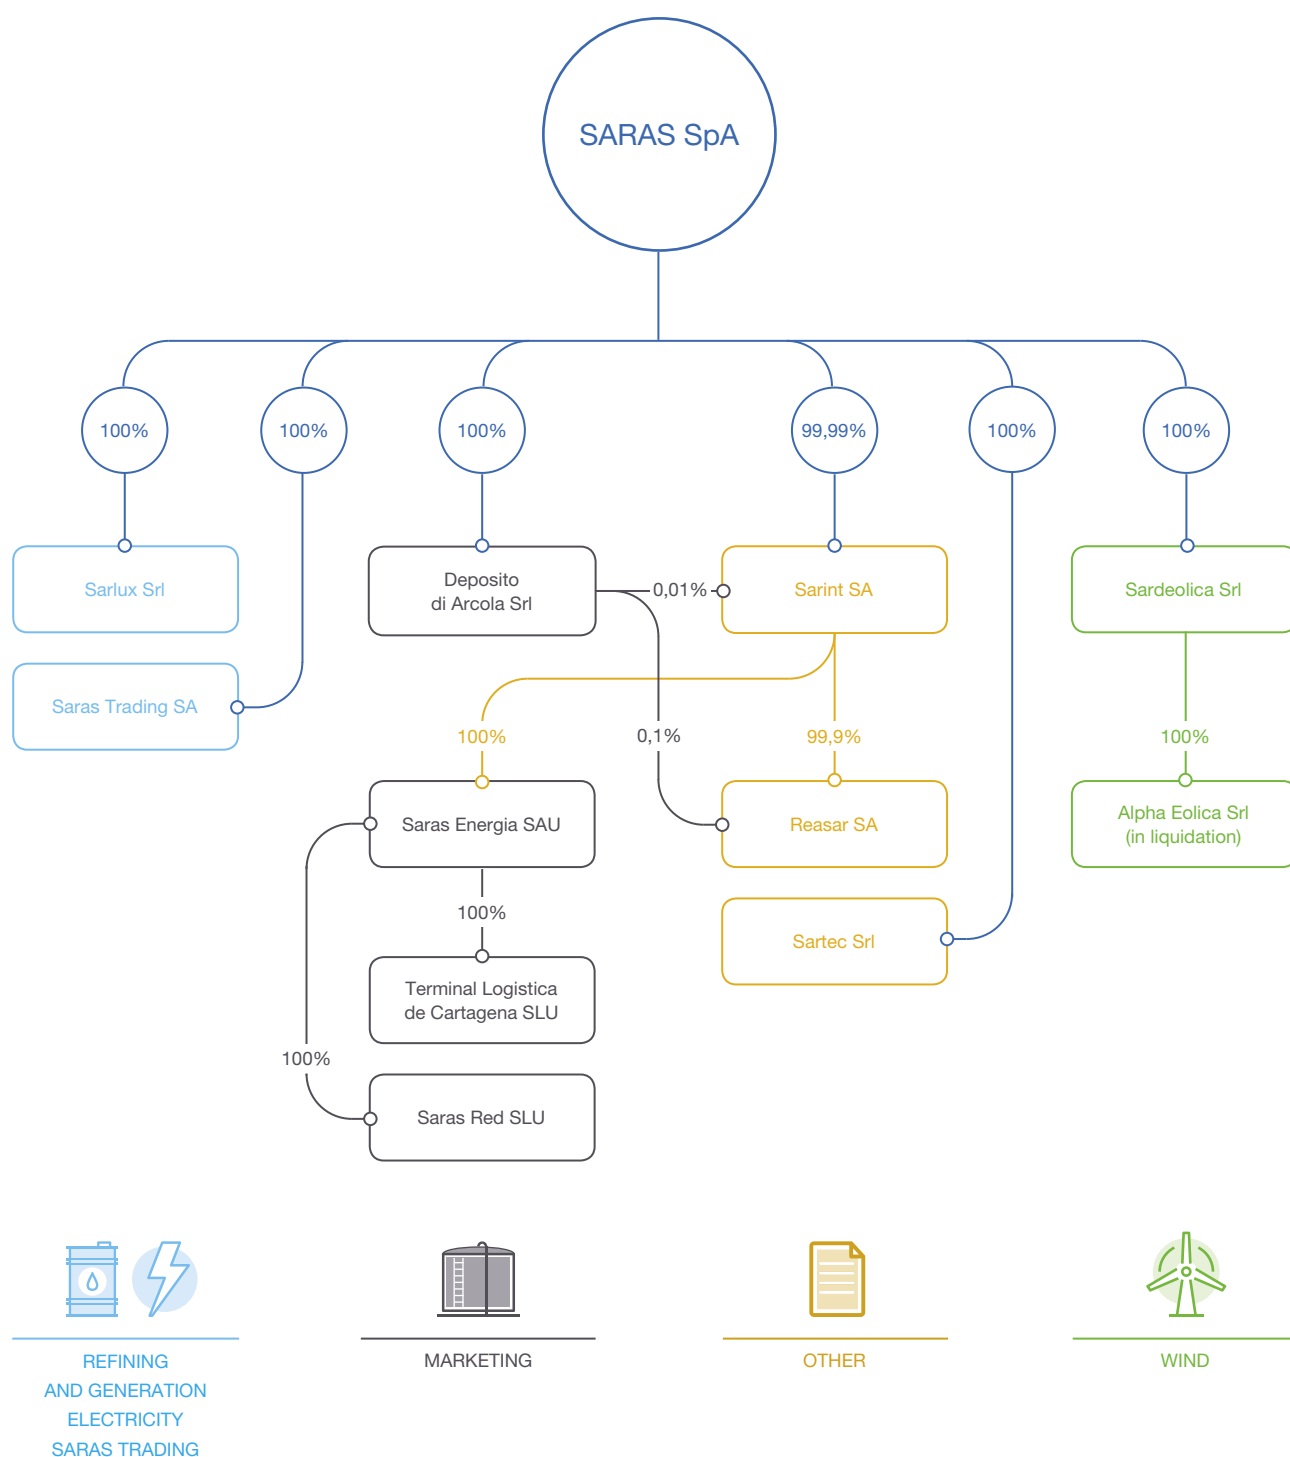 SARAS SpA
100%
100%
100%
99,99%
100%
100%
Sarlux Srl
Deposito
di Arcola Srl
0,01%
Sarint SA
Sardeolica Srl
Saras Trading SA
100%
0,1%
99,9%
100%
Saras Energia SAU
Reasar SA
Alpha Eolica Srl
(in liquidation)
100%
Sartec Srl
Terminal Logistica
de Cartagena SLU
100%
Saras Red SLU
REFINING
AND GENERATION
ELECTRICITY
SARAS TRADING
MARKETING
OTHER
WIND